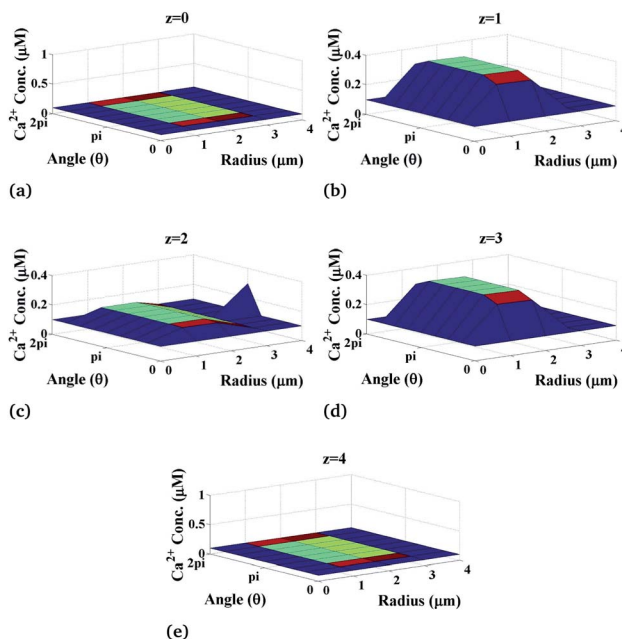 z=0
Ca2+ Conc. (μM)
1
0.5
0
2pi
pi
0
Angle (θ)
0
1
2
3
4
Radius (μm)
(a)
z=1
Ca2+ Conc. (μM)
0.4
0.2
0
2pi
pi
0
Angle (θ)
0
1
2
3
4
Radius (μm)
(b)
z=2
Ca2+ Conc. (μM)
0.4
0.2
0
2pi
pi
0
Angle (θ)
0
1
2
3
4
Radius (μm)
(c)
z=3
Ca2+ Conc. (μM)
0.4
0.2
0
2pi
pi
0
Angle (θ)
0
1
2
3
4
Radius (μm)
(d)
z=4
Ca2+ Conc. (μM)
1
0.5
0
2pi
pi
0
Angle (θ)
0
1
2
3
4
Radius (μm)
(e)